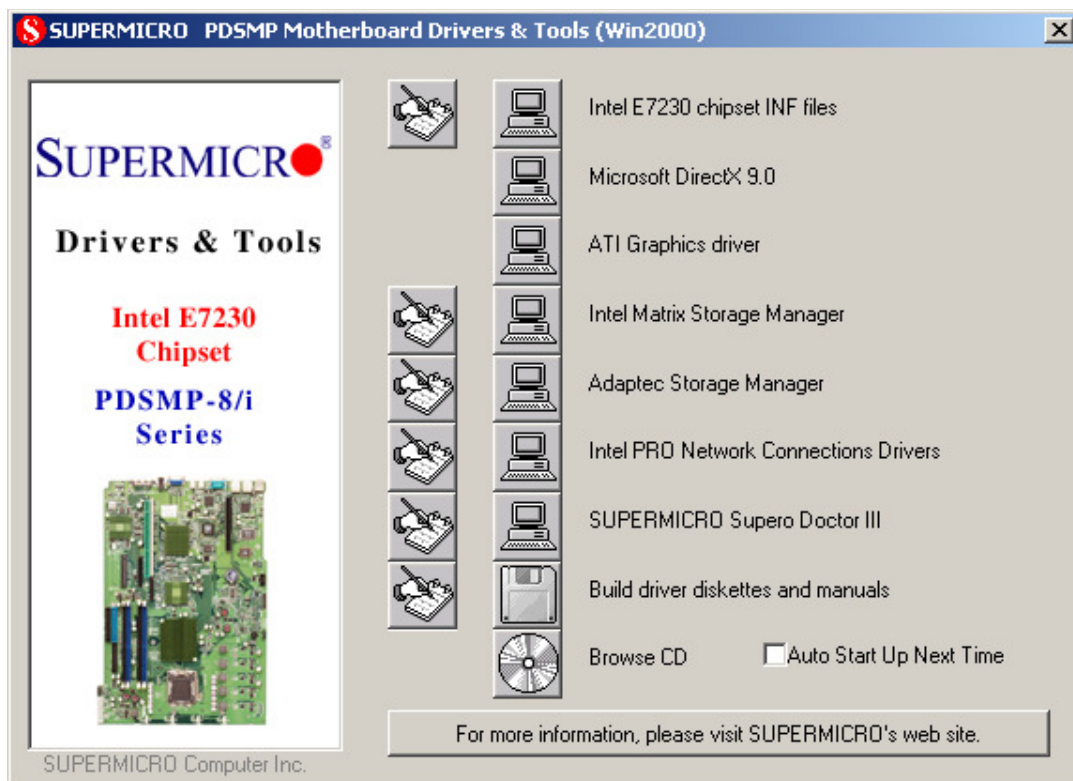 SUPERMICRO PDSMP Motherboard Drivers & Tools (Win2000)
SUPERMICRO®
Drivers & Tools
Intel E7230
Chipset
PDSMP-8/i
Series
SUPERMICRO Computer Inc.
Intel E7230 chipset INF files
Microsoft DirectX 9.0
ATI Graphics driver
Intel Matrix Storage Manager
Adaptec Storage Manager
Intel PRO Network Connections Drivers
SUPERMICRO Supero Doctor III
Build driver diskettes and manuals
Browse CD
Auto Start Up Next Time
For more information, please visit SUPERMICRO's web site.